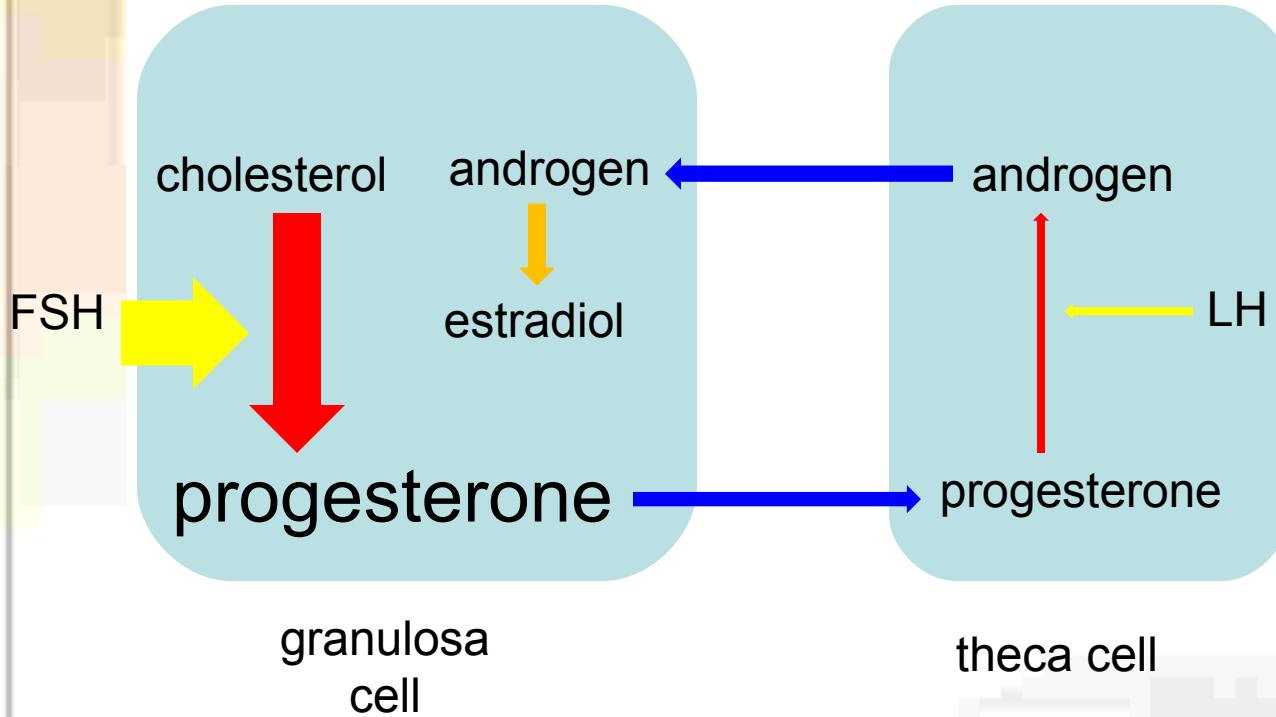 cholesterol
androgen
androgen
FSH
estradiol
LH
progesterone
progesterone
granulosa
cell
theca cell